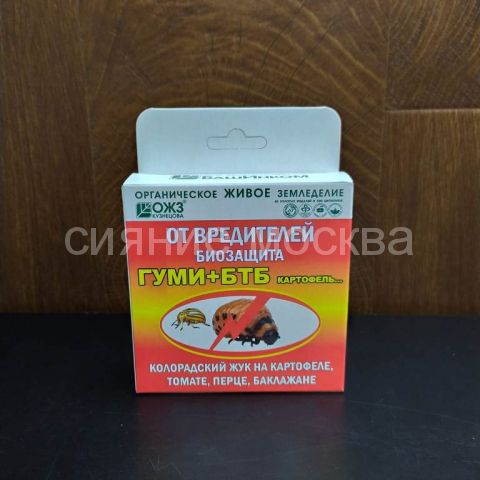 БашИнком
ОРГАНИЧЕСКОЕ ЖИВОЕ ЗЕМЛЕДЕЛИЕ
ОЖЗ
КУЗНЕЦОВА
сияние москва
ОТ ВРЕДИТЕЛЕЙ
БИОЗАЩИТА
ГУМИ+БТБ КАРТОФЕЛЬ...
КОЛОРАДСКИЙ ЖУК НА КАРТОФЕЛЕ,
ТОМАТЕ, ПЕРЦЕ, БАКЛАЖАНЕ